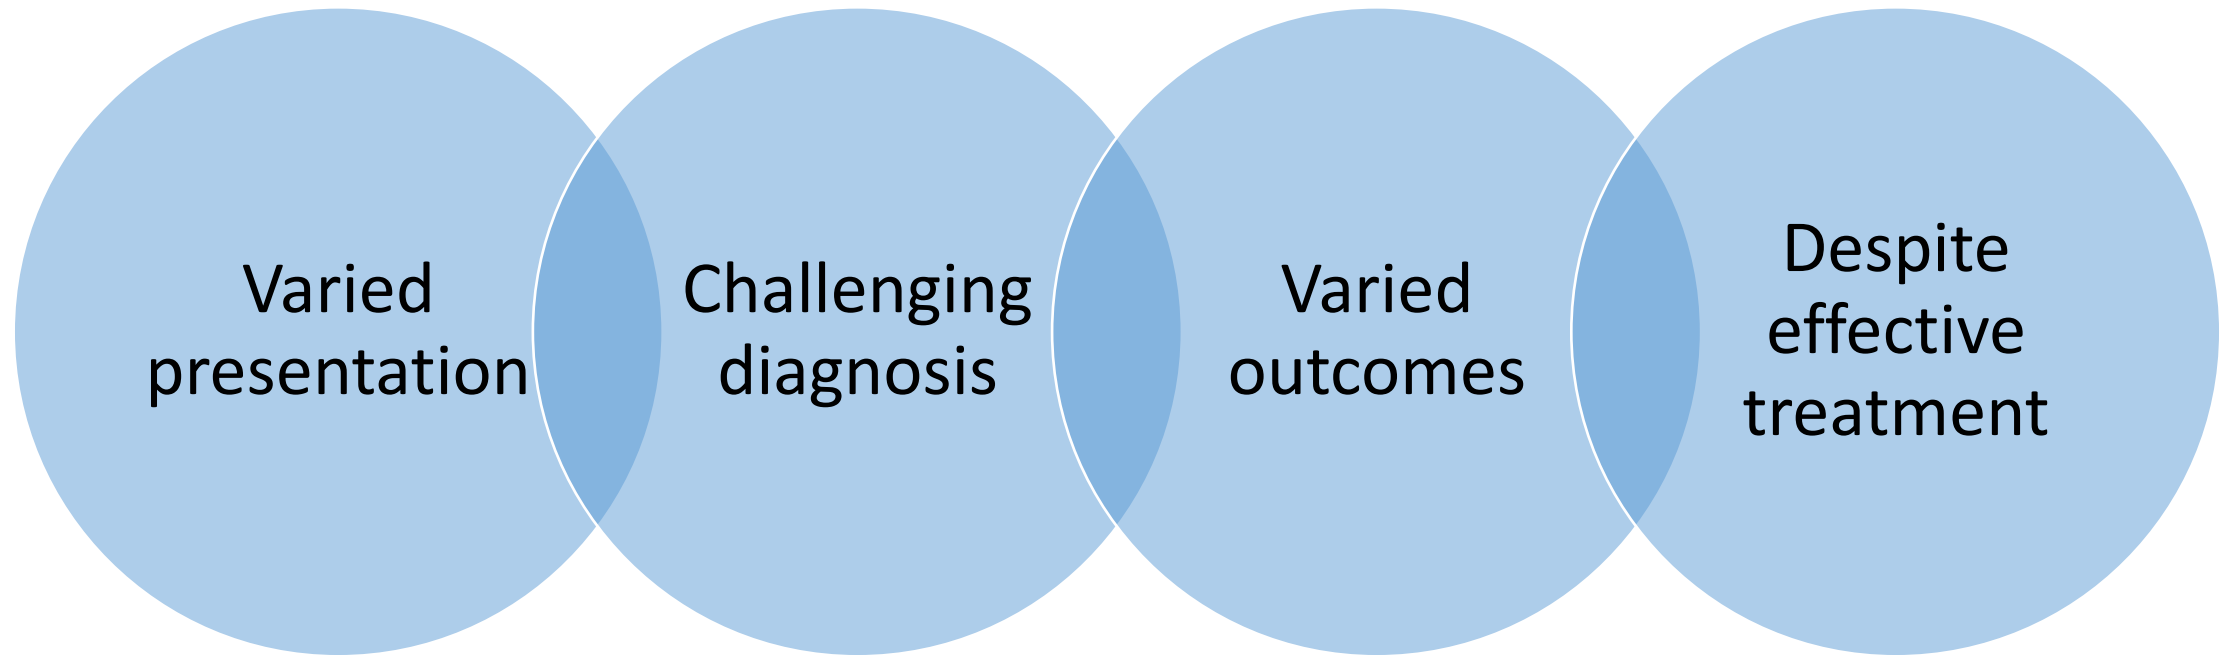 Varied
presentation
Challenging
diagnosis
Varied
outcomes
Despite
effective
treatment